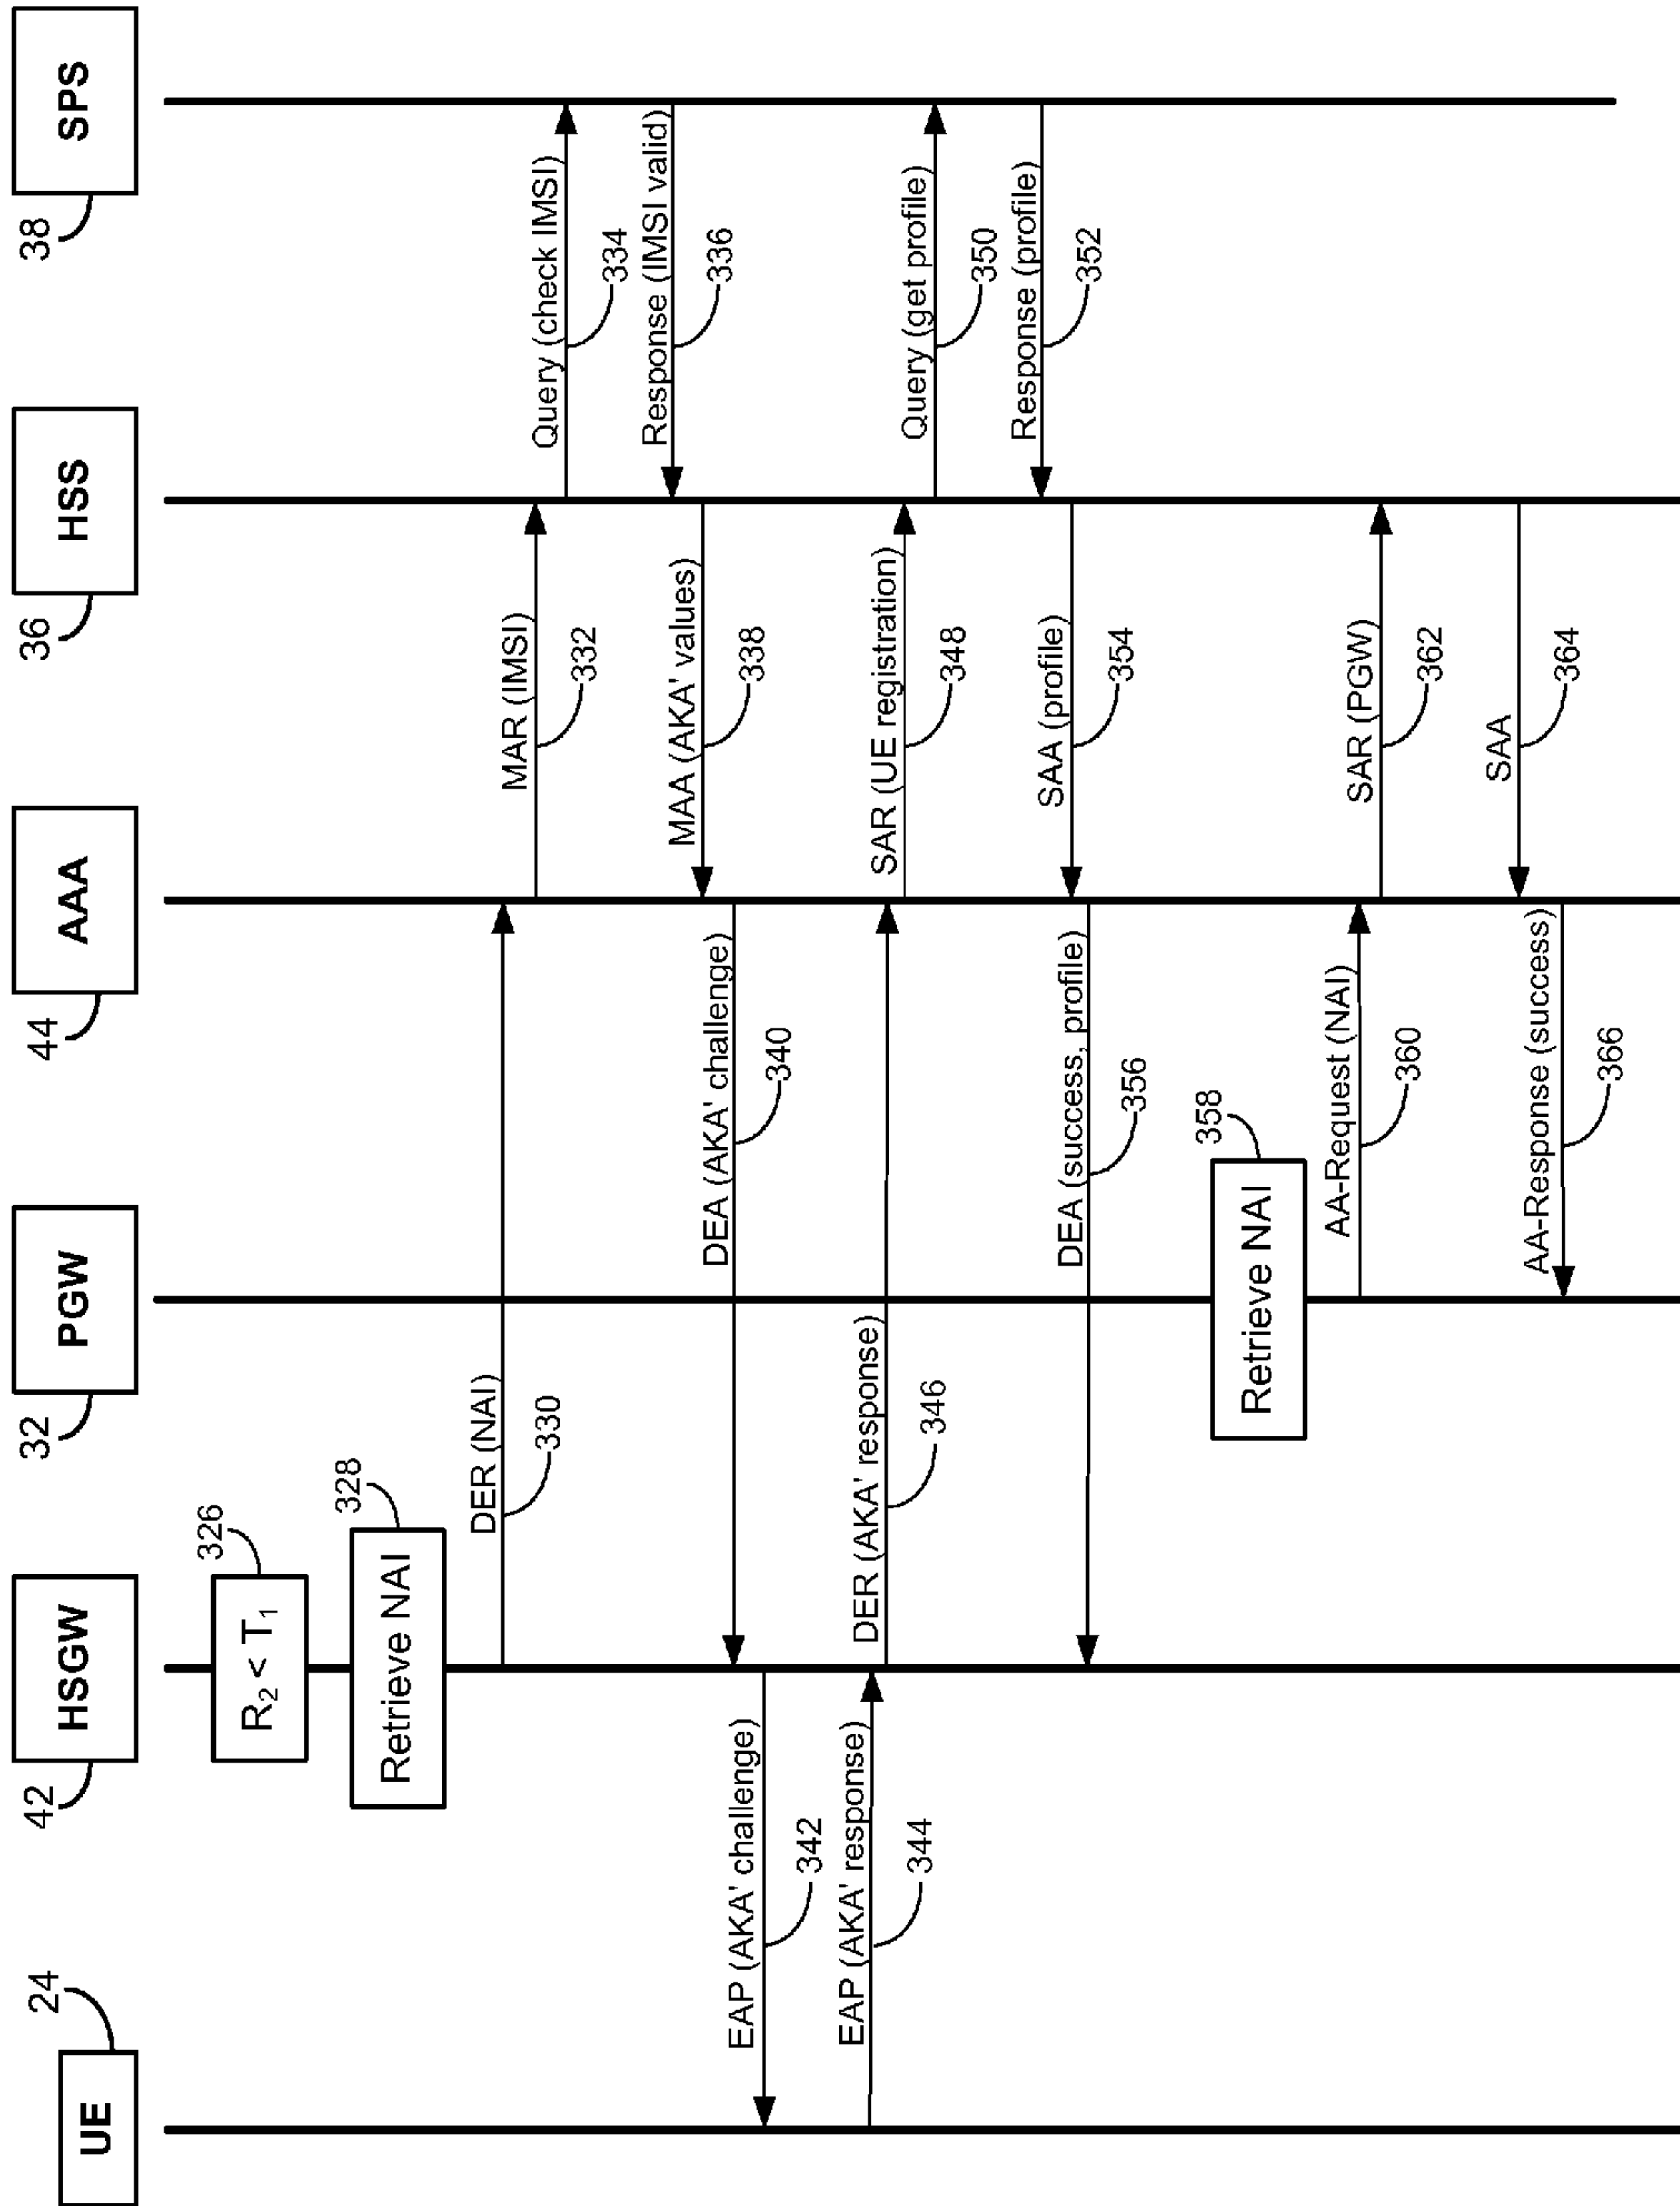 UE
24
HSGW
42
PGW
32
AAA
44
HSS
36
SPS
38
R2 < T1
326
Retrieve NAI
328
DER (NAI)
330
MAR (IMSI)
332
Query (check IMSI)
334
Response (IMSI valid)
336
MAA (AKA' values)
338
DEA (AKA' challenge)
340
EAP (AKA' challenge)
342
EAP (AKA' response)
344
DER (AKA' response)
346
SAR (UE registration)
348
Query (get profile)
350
Response (profile)
352
SAA (profile)
354
DEA (success, profile)
356
Retrieve NAI
358
AA-Request (NAI)
360
SAR (PGW)
362
SAA
364
AA-Response (success)
366